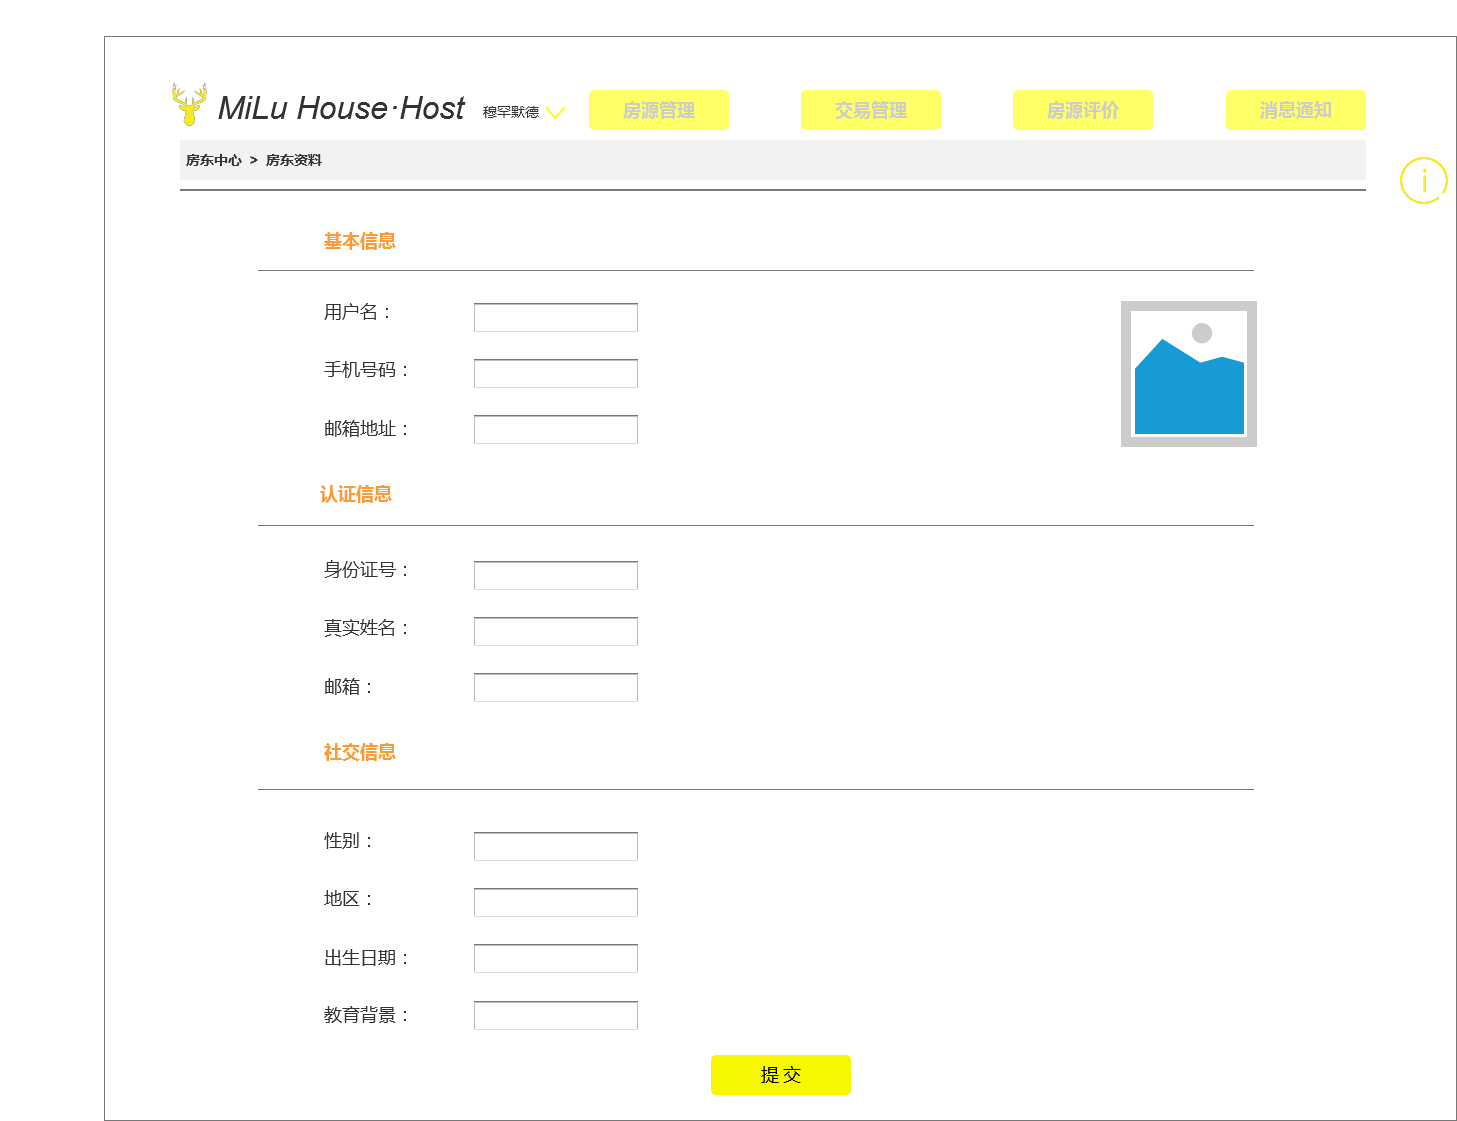 MiLu House·Host 穆罕默德 房源管理 交易管理 房源评价 消息通知
房东中心 > 房东资料
i
基本信息
用户名：
手机号码：
邮箱地址：
认证信息
身份证号：
真实姓名：
邮箱：
社交信息
性别：
地区：
出生日期：
教育背景：
提交